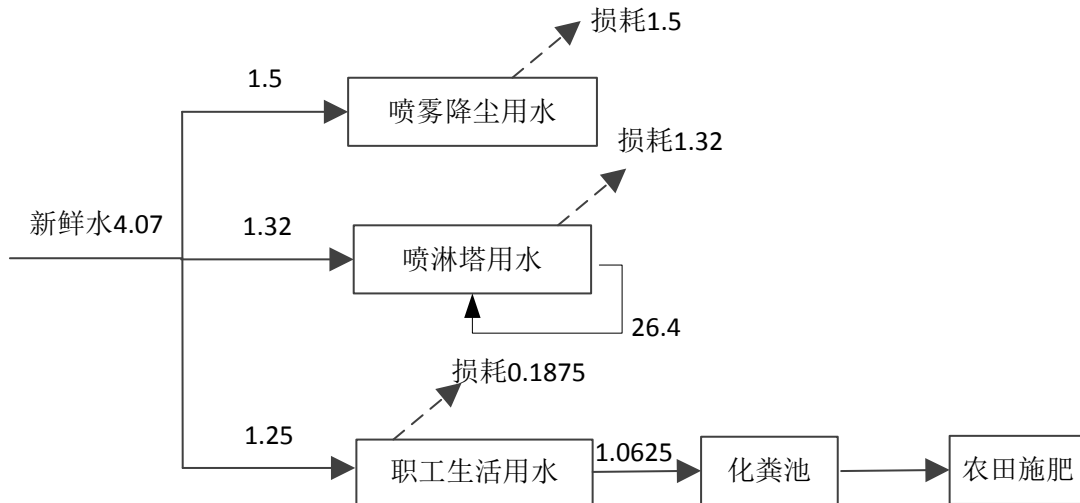 损耗1.5
1.5
喷雾降尘用水
损耗1.32
新鲜水4.07
1.32
喷淋塔用水
26.4
损耗0.1875
1.25
职工生活用水
1.0625
化粪池
农田施肥